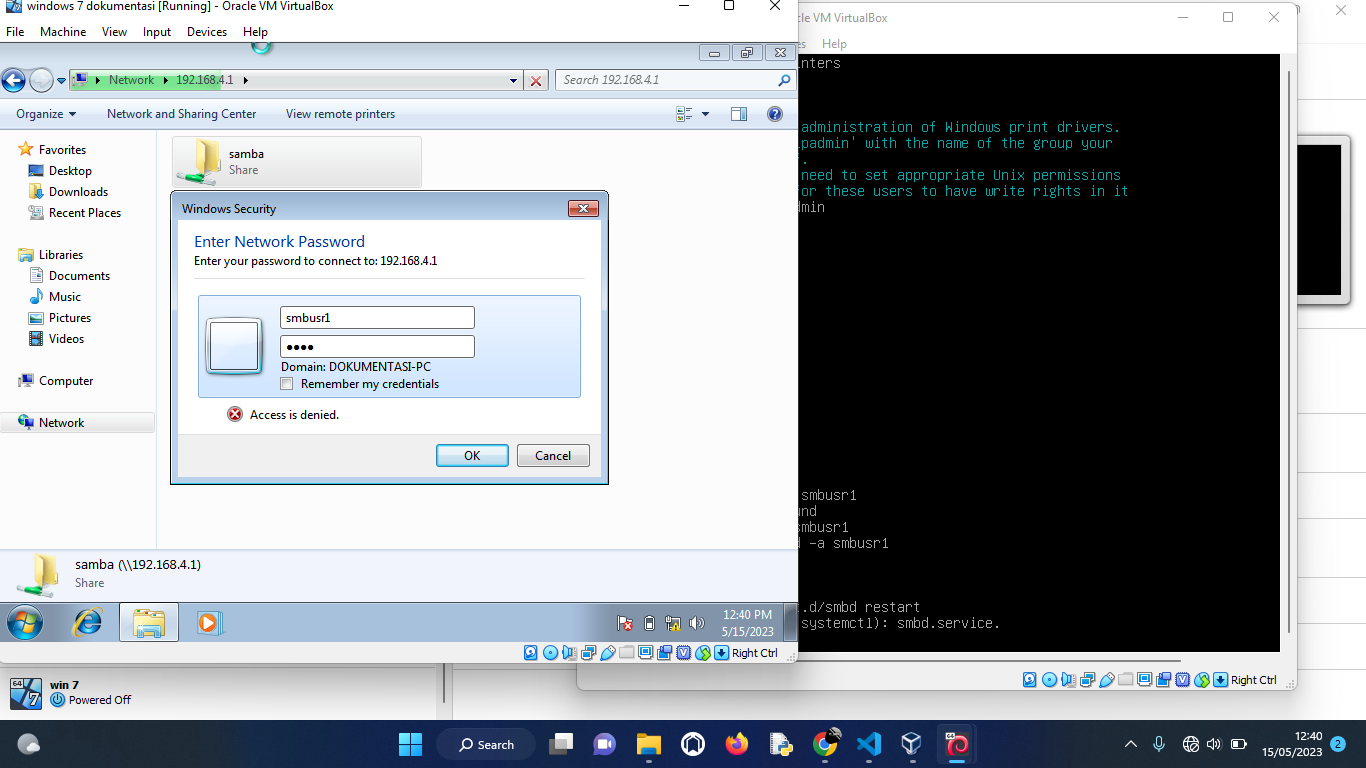 windows 7 dokumentasi [Running] - Oracle VM VirtualBox
File Machine View Input Devices Help
Network 192.168.4.1
Search 192.168.4.1
Organize Network and Sharing Center View remote printers
Favorites
Desktop
Downloads
Recent Places
Libraries
Documents
Music
Pictures
Videos
Computer
Network
samba
Share
Windows Security
Enter Network Password
Enter your password to connect to: 192.168.4.1
smbusr1
Domain: DOKUMENTASI-PC
Remember my credentials
Access is denied.
OK Cancel
samba (\\192.168.4.1)
Share
12:40 PM
5/15/2023
Right Ctrl
VM VirtualBox
Help
administration of Windows print drivers.
padmin' with the name of the group your
.
need to set appropriate Unix permissions
or these users to have write rights in it
smbusr1
smbusr1
-a smbusr1
.d/smbd restart
systemctl): smbd.service.
Right Ctrl
64
win 7
Powered Off
Search
12:40
15/05/2023
2